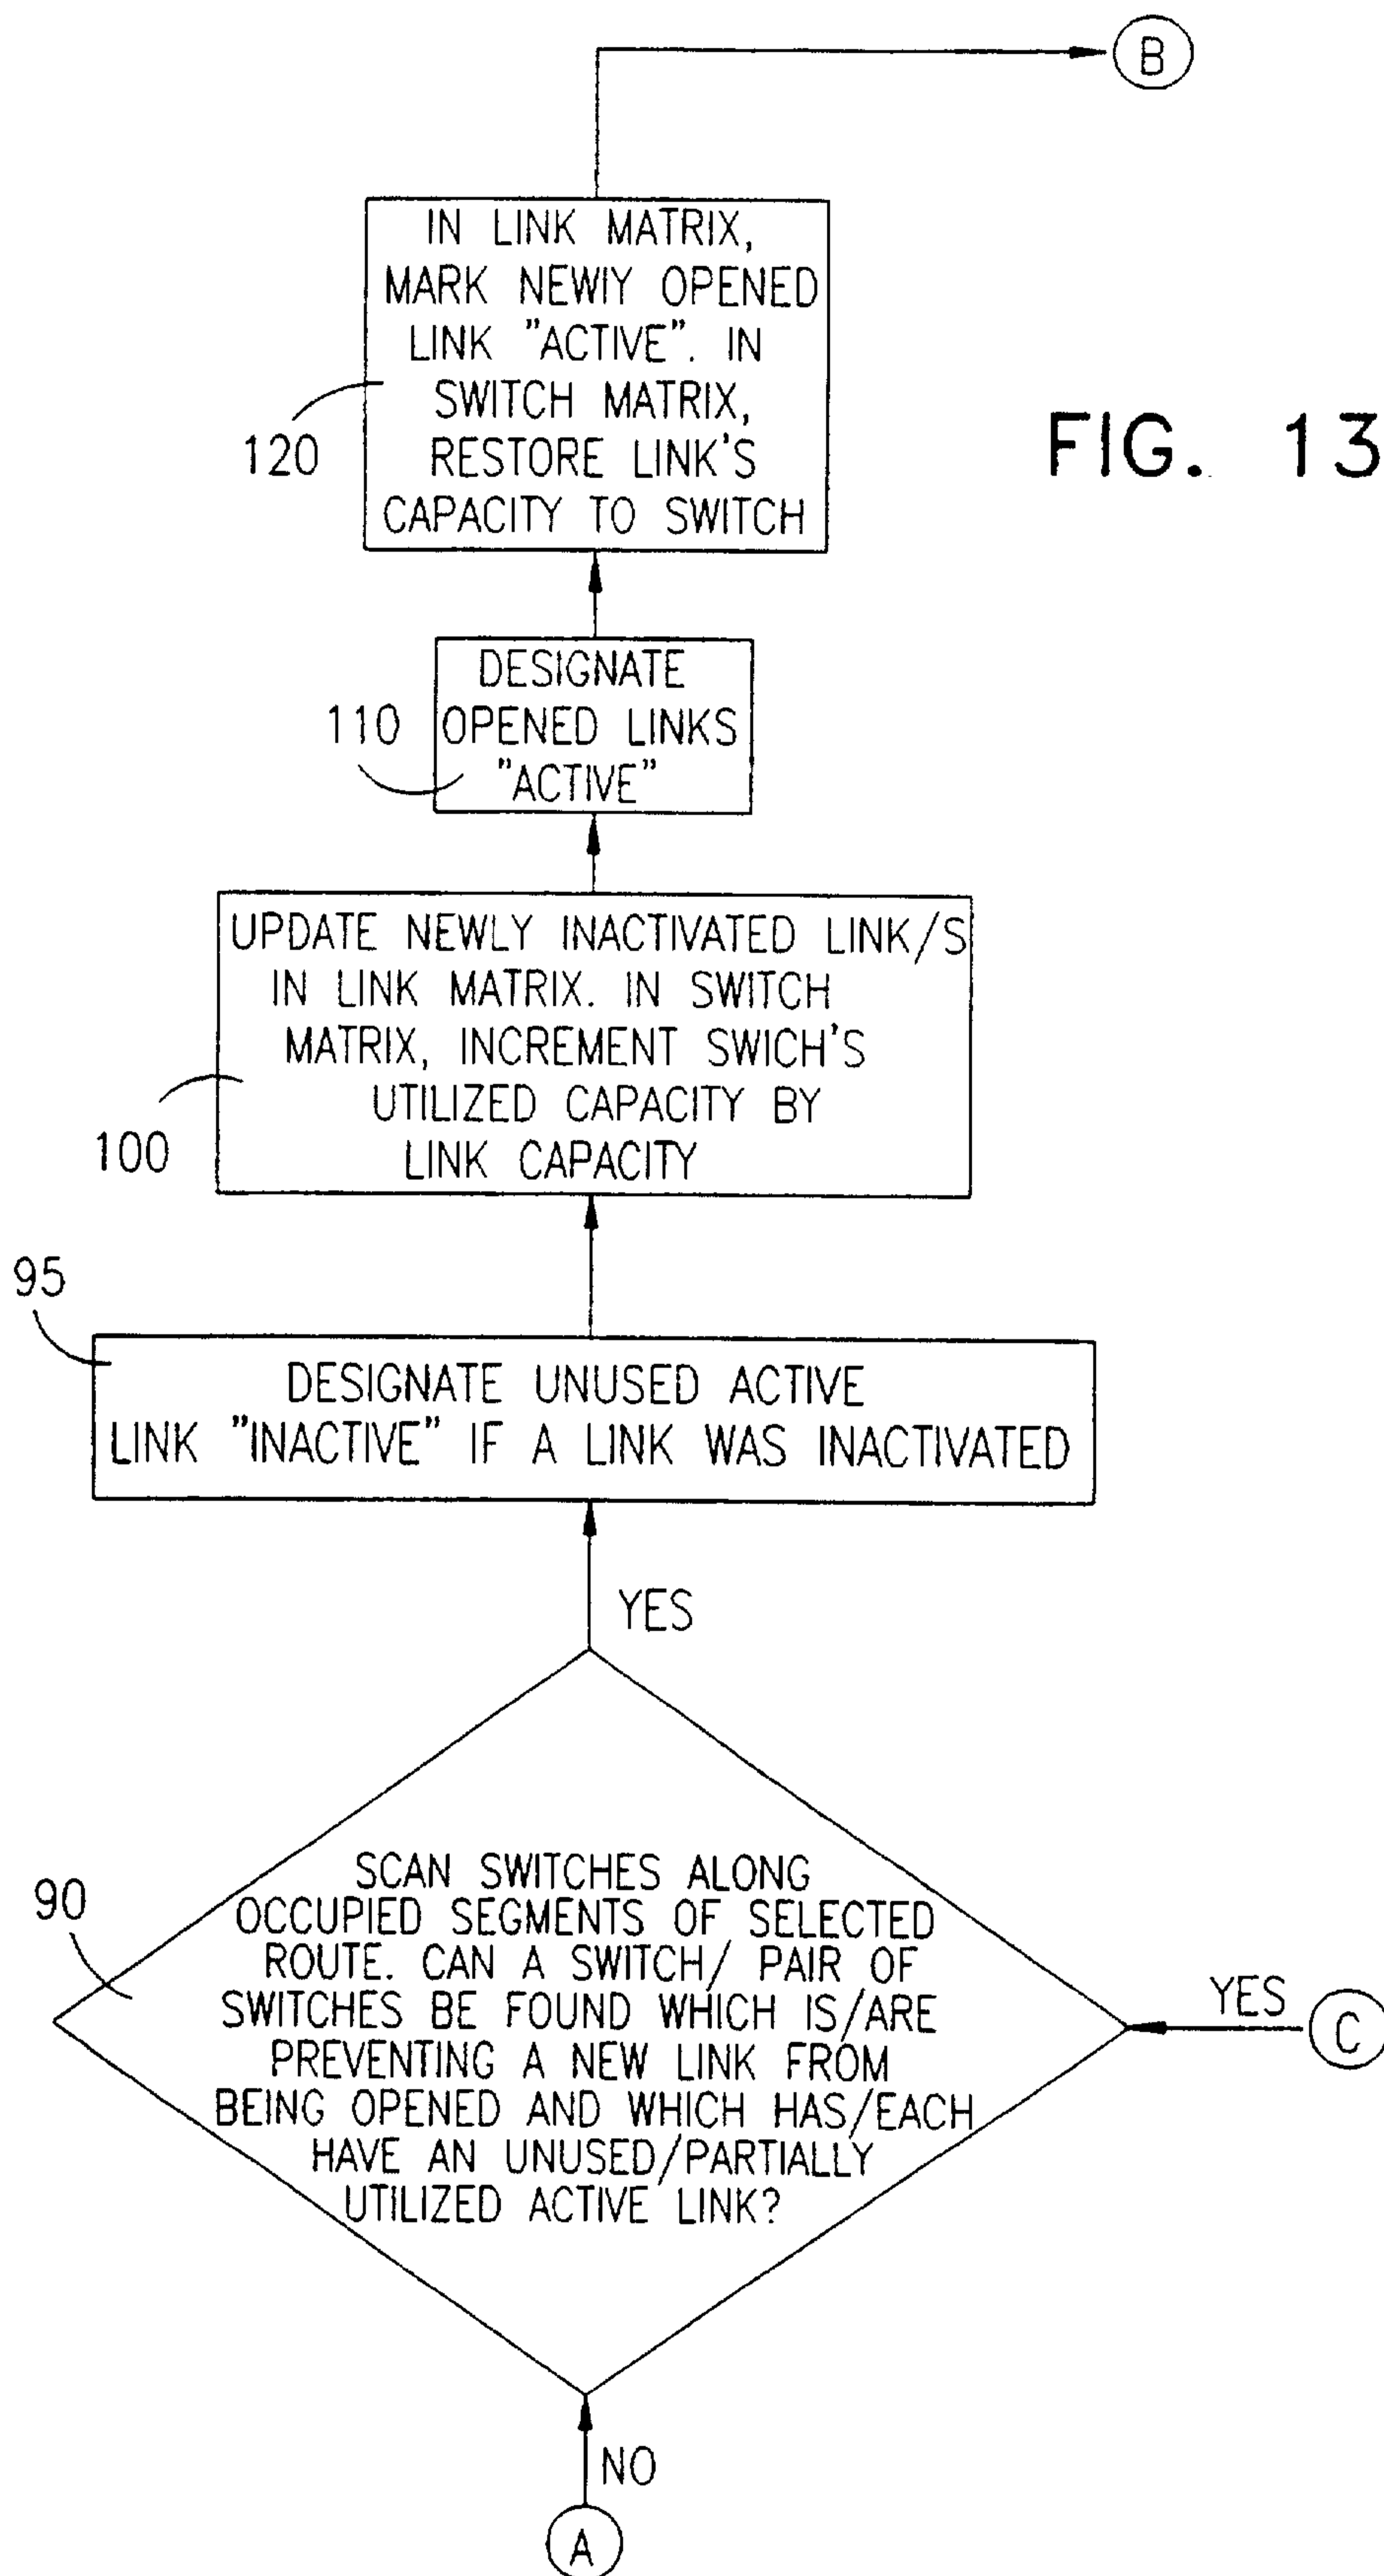 B
IN LINK MATRIX,
MARK NEWIY OPENED
LINK "ACTIVE". IN
SWITCH MATRIX,
RESTORE LINK'S
CAPACITY TO SWITCH
120
FIG. 13
DESIGNATE
OPENED LINKS
"ACTIVE"
110
UPDATE NEWLY INACTIVATED LINK/S
IN LINK MATRIX. IN SWITCH
MATRIX, INCREMENT SWICH'S
UTILIZED CAPACITY BY
LINK CAPACITY
100
95
DESIGNATE UNUSED ACTIVE
LINK "INACTIVE" IF A LINK WAS INACTIVATED
YES
90
SCAN SWITCHES ALONG
OCCUPIED SEGMENTS OF SELECTED
ROUTE. CAN A SWITCH/ PAIR OF
SWITCHES BE FOUND WHICH IS/ARE
PREVENTING A NEW LINK FROM
BEING OPENED AND WHICH HAS/EACH
HAVE AN UNUSED/PARTIALLY
UTILIZED ACTIVE LINK?
YES
C
NO
A